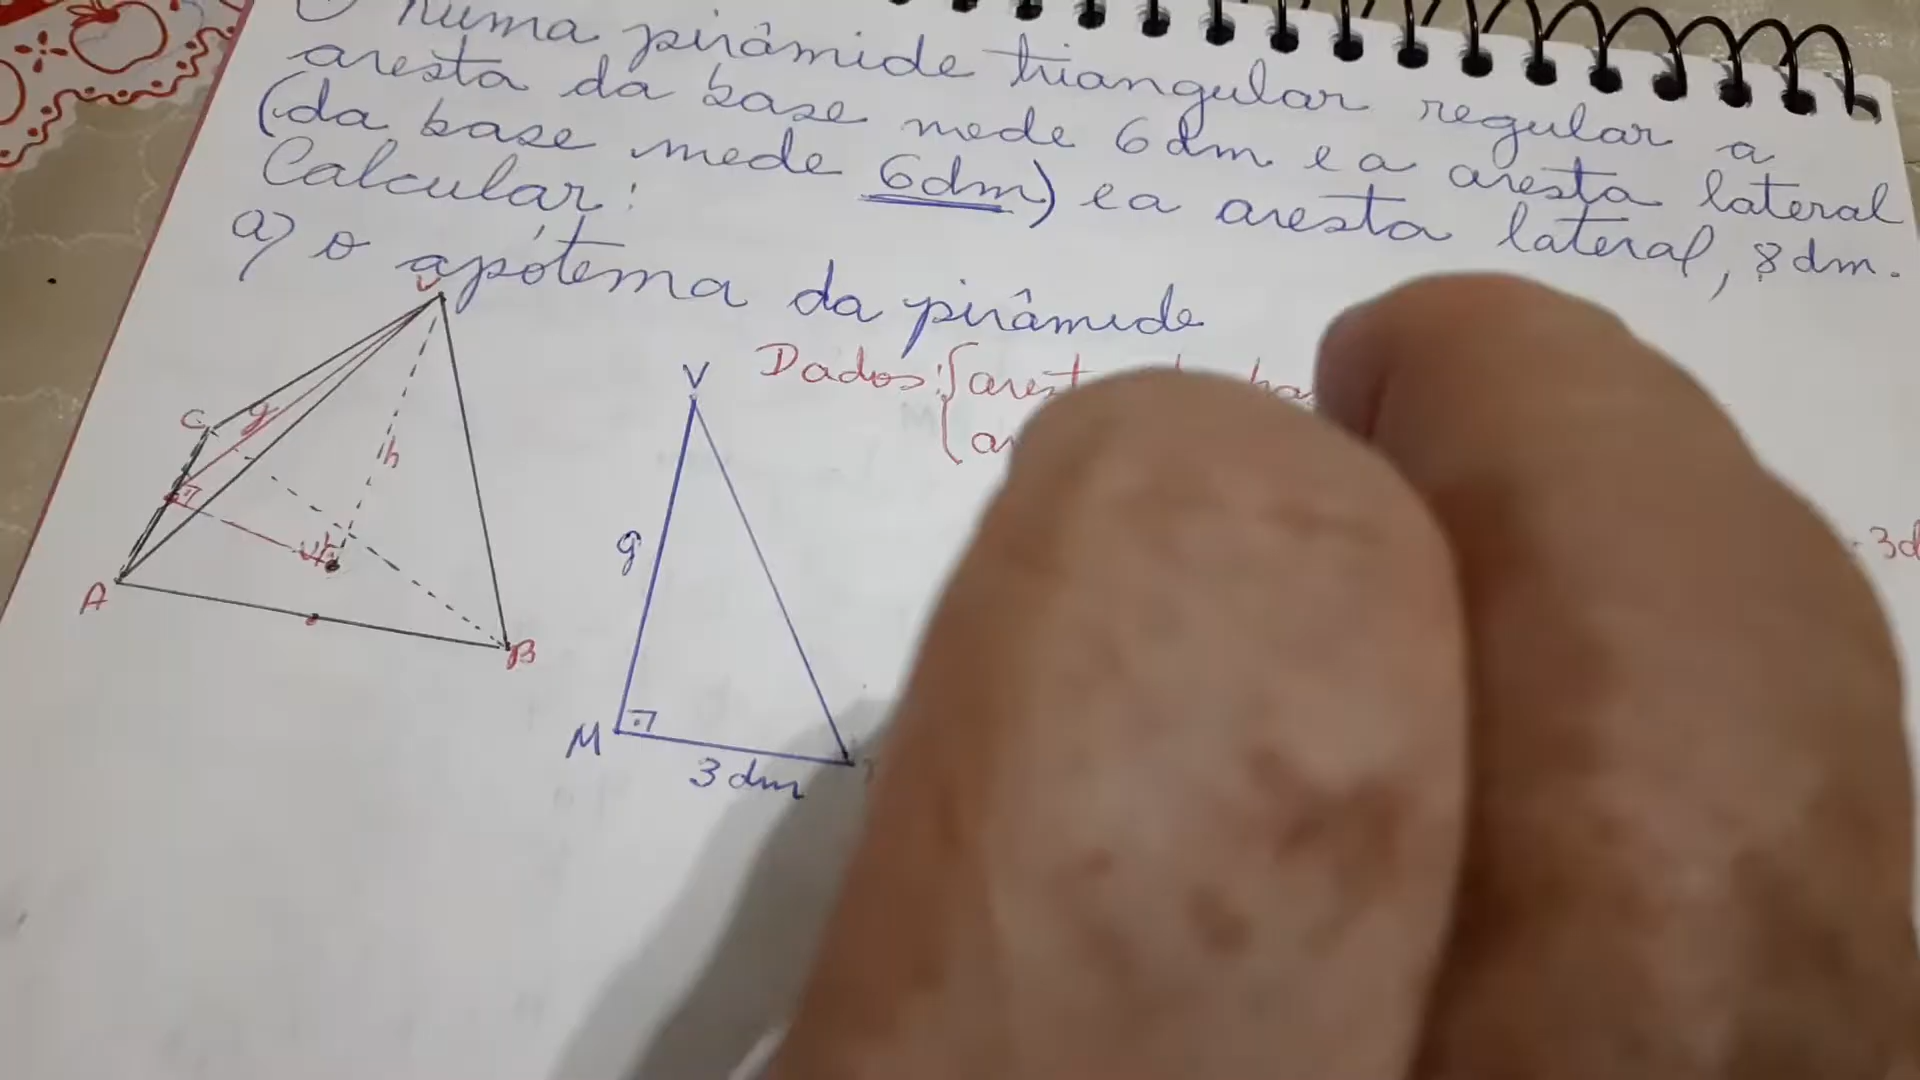 Numa pirâmide triangular regular a
aresta da base mede 6dm e a aresta lateral
(da base mede 6dm) e a aresta lateral, 8dm.
Calcular:
a) o apótema da pirâmide
Dados:
V
C
g
h
A
B
V
g
M
3 dm